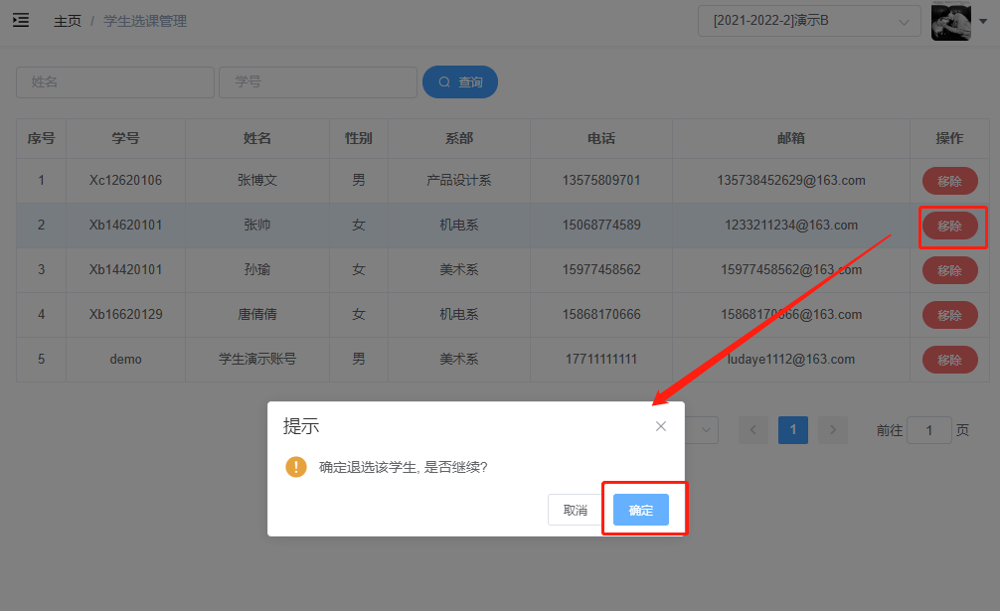 主页 / 学生选课管理 [2021-2022-2]演示B
姓名 学号 查询
序号 学号 姓名 性别 系部 电话 邮箱 操作
1 Xc12620106 张博文 男 产品设计系 13575809701 135738452629@163.com 移除
2 Xb14620101 张帅 女 机电系 15068774589 1233211234@163.com 移除
3 Xb14420101 孙瑜 女 美术系 15977458562 15977458562@163.com 移除
4 Xb16620129 唐倩倩 女 机电系 15868170666 15868170666@163.com 移除
5 demo 学生演示账号 男 美术系 17711111111 ludaye1112@163.com 移除
1 前往 1 页
提示
确定退选该学生, 是否继续?
取消 确定